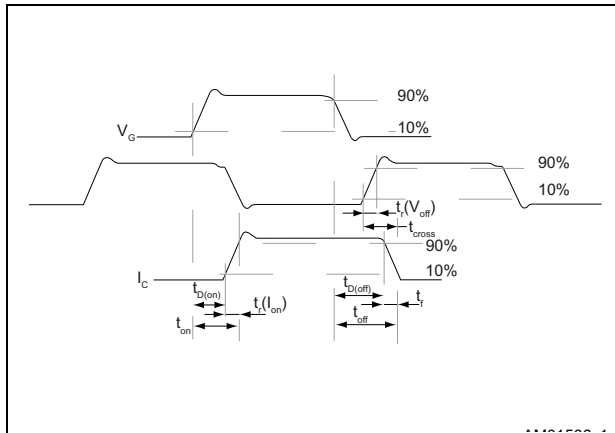 90%
V_G
10%
90%
10%
t_r(V_off)
t_cross
90%
I_C
10%
t_D(on)
t_D(off)
t_f
t_r(I_on)
t_on
t_off